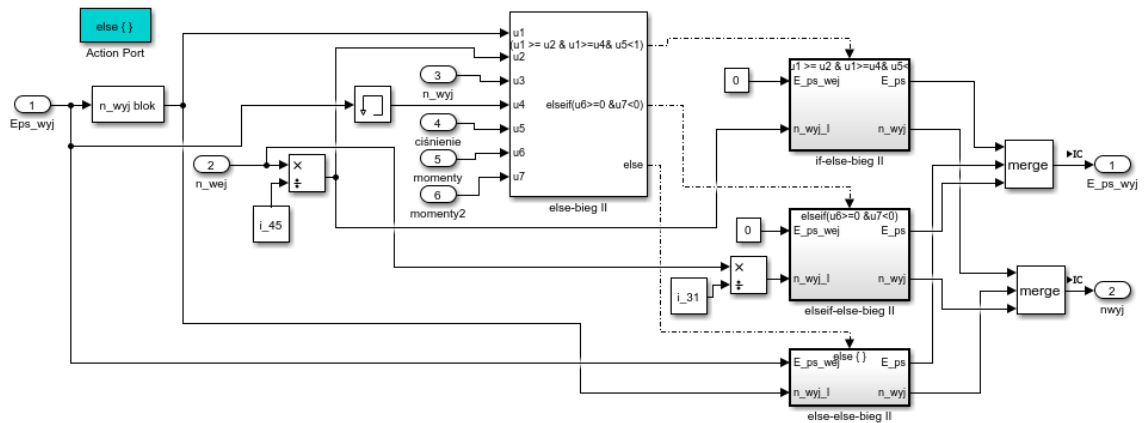 else { }
Action Port
1
Eps_wyj
n_wyj blok
2
n_wej
×
÷
i_45
3
n_wyj
4
ciśnienie
5
momenty
6
momenty2
u1
(u1 >= u2 & u1>=u4& u5<1)
u2
u3
u4
elseif(u6>=0 &u7<0)
u5
u6
else
u7
else-bieg II
0
u1 >= u2 & u1>=u4& u5<
E_ps_wej
E_ps
n_wyj_I
n_wyj
if-else-bieg II
0
elseif(u6>=0 &u7<0)
E_ps_wej
E_ps
n_wyj_I
n_wyj
elseif-else-bieg II
×
÷
i_31
else { }
E_ps_wej
E_ps
n_wyj_I
n_wyj
else-else-bieg II
merge
IC
1
E_ps_wyj
merge
IC
2
nwyj